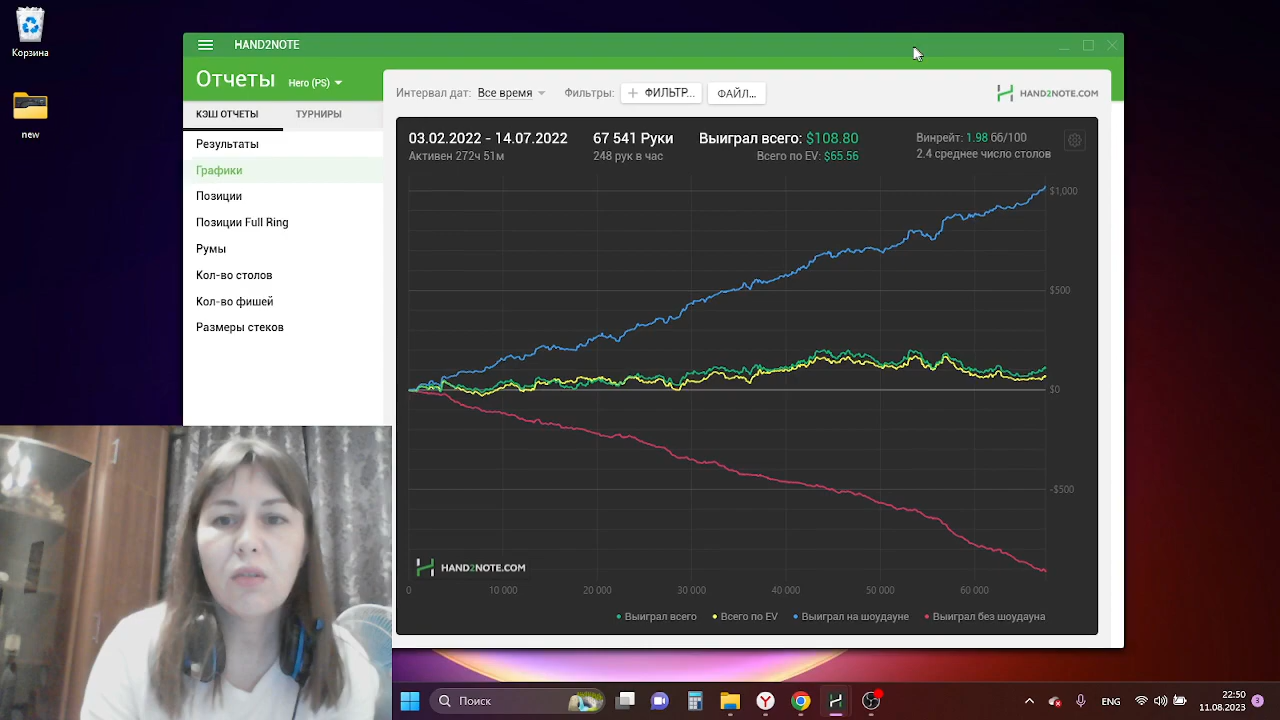 Корзина
new
HAND2NOTE
Отчеты
Hero (PS)
КЭШ ОТЧЕТЫ
ТУРНИРЫ
Результаты
Графики
Позиции
Позиции Full Ring
Румы
Кол-во столов
Кол-во фишей
Размеры стеков
Интервал дат: Все время
Фильтры:
ФИЛЬТР...
ФАЙЛ...
HAND2NOTE.COM
03.02.2022 - 14.07.2022
67 541 Руки
Выиграл всего: $108.80
Винрейт: 1.98 бб/100
Активен 272ч 51м
248 рук в час
Всего по EV: $65.56
2.4 среднее число столов
$1,000
$500
$0
-$500
HAND2NOTE.COM
0
10 000
20 000
30 000
40 000
50 000
60 000
Выиграл всего
Всего по EV
Выиграл на шоудауне
Выиграл без шоудауна
Поиск
ENG
22:50
11.08.2023
3